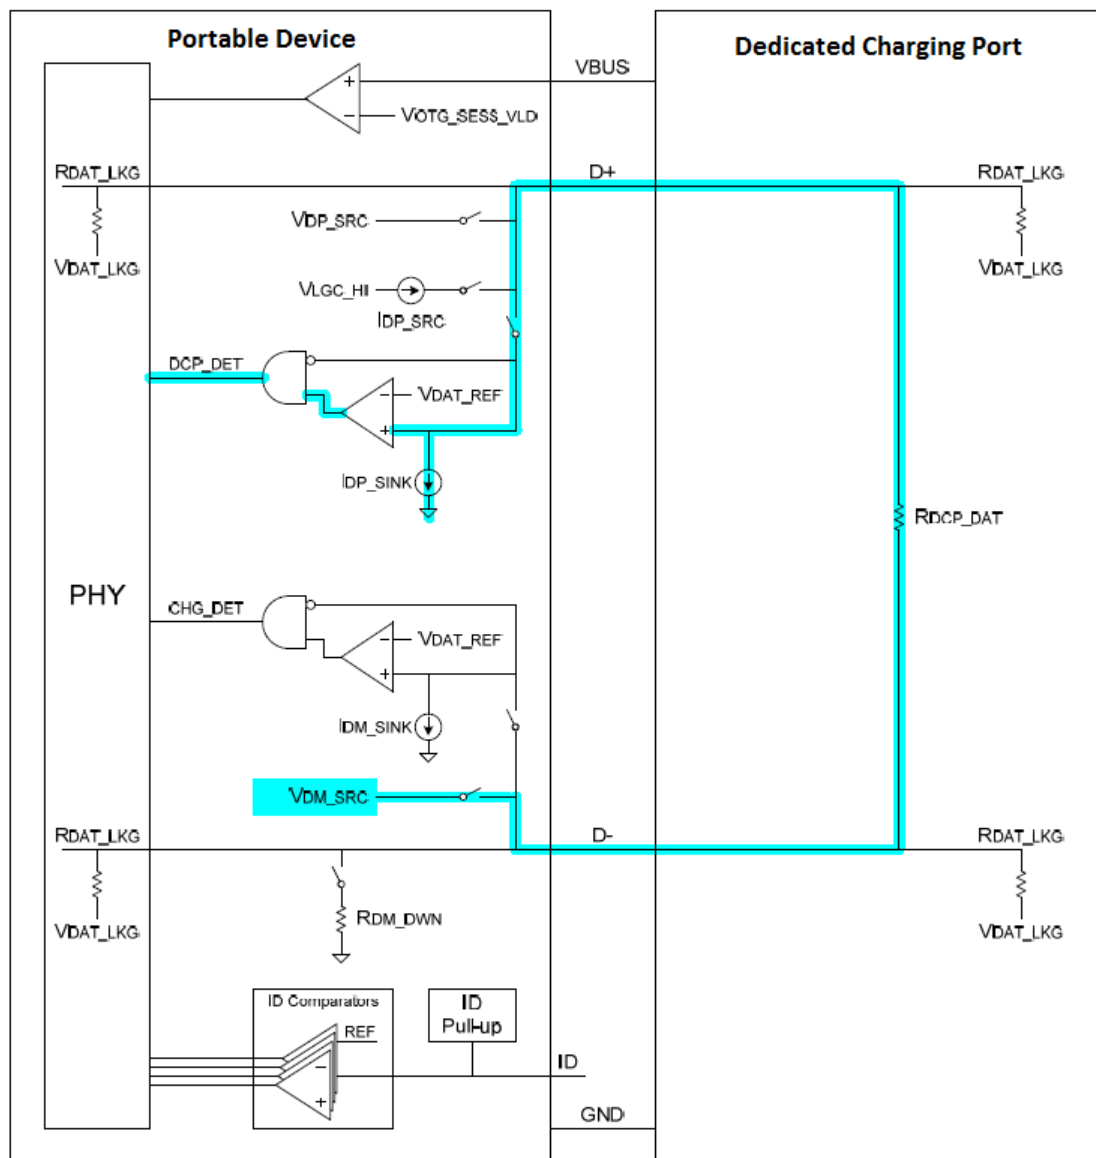 Portable Device
Dedicated Charging Port
VBUS
VOTG_SESS_VLD
RDAT_LKG
D+
RDAT_LKG
VDP_SRC
VDAT_LKG
VDAT_LKG
VLGC_HI
IDP_SRC
DCP_DET
VDAT_REF
IDP_SINK
RDCP_DAT
PHY
CHG_DET
VDAT_REF
IDM_SINK
VDM_SRC
RDAT_LKG
D-
RDAT_LKG
RDM_DWN
VDAT_LKG
VDAT_LKG
ID Comparators
REF
ID
Pull-up
ID
GND